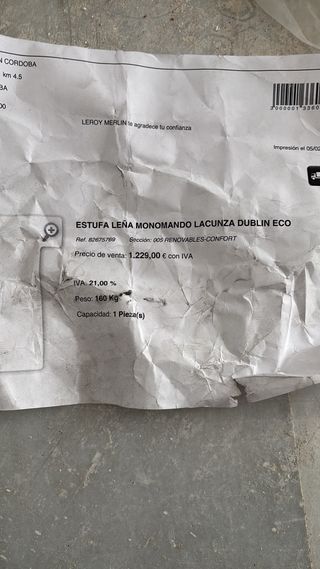 N CORDOBA
km 4.5
BA
00
LEROY MERLIN te agradece tu confianza
Impresión el 05/02
ESTUFA LEÑA MONOMANDO LACUNZA DUBLIN ECO
Ref. 82675769 Sección: 005 RENOVABLES-CONFORT
Precio de venta: 1.229,00 € con IVA
IVA: 21,00 %
Peso: 160 Kg
Capacidad: 1 Pieza(s)